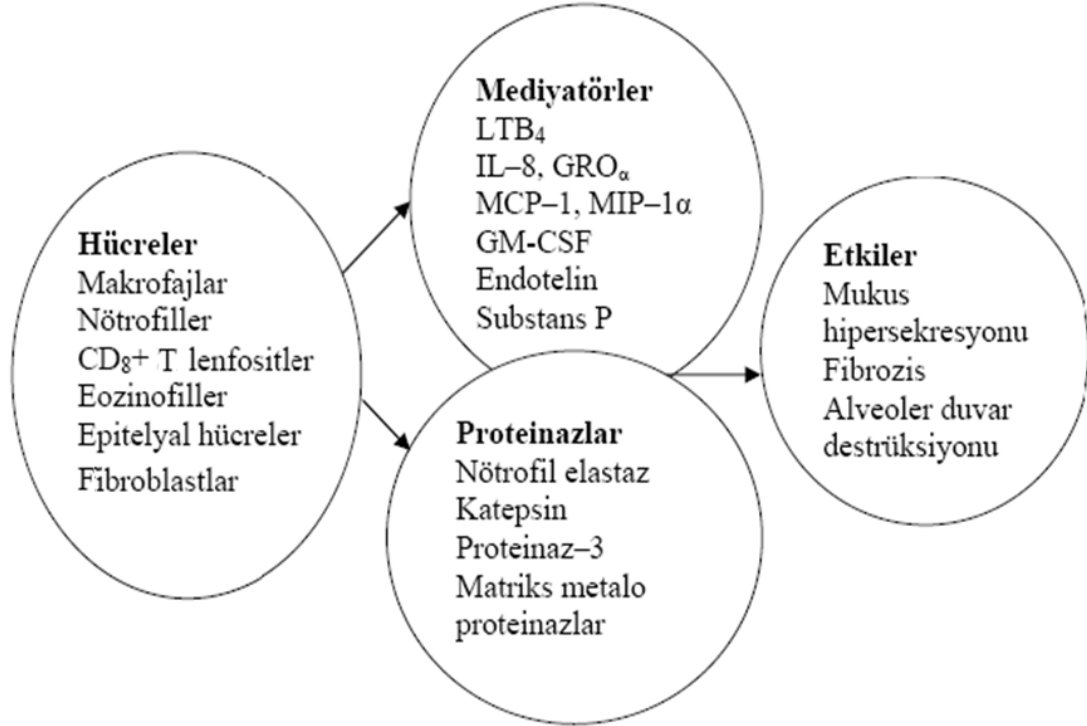 Hücreler
Makrofajlar
Nötrofiller
CD₈+ T lenfositler
Eozinofiller
Epitelyal hücreler
Fibroblastlar
Mediyatörler
LTB₄
IL–8, GROα
MCP–1, MIP–1α
GM-CSF
Endotelin
Substans P
Proteinazlar
Nötrofil elastaz
Katepsin
Proteinaz–3
Matriks metalo
proteinazlar
Etkiler
Mukus
hipersekresyonu
Fibrozis
Alveoler duvar
destrüksiyonu